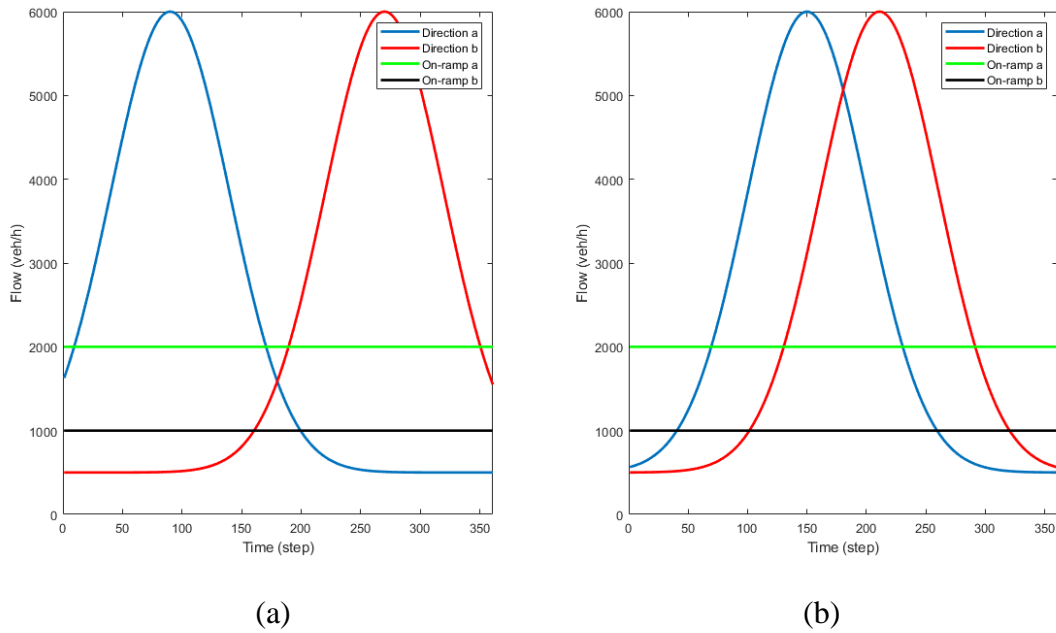 6000
5000
4000
3000
2000
1000
0
Flow (veh/h)
0 50 100 150 200 250 300 350
Time (step)
Direction a
Direction b
On-ramp a
On-ramp b
(a)
6000
5000
4000
3000
2000
1000
0
Flow (veh/h)
0 50 100 150 200 250 300 350
Time (step)
Direction a
Direction b
On-ramp a
On-ramp b
(b)